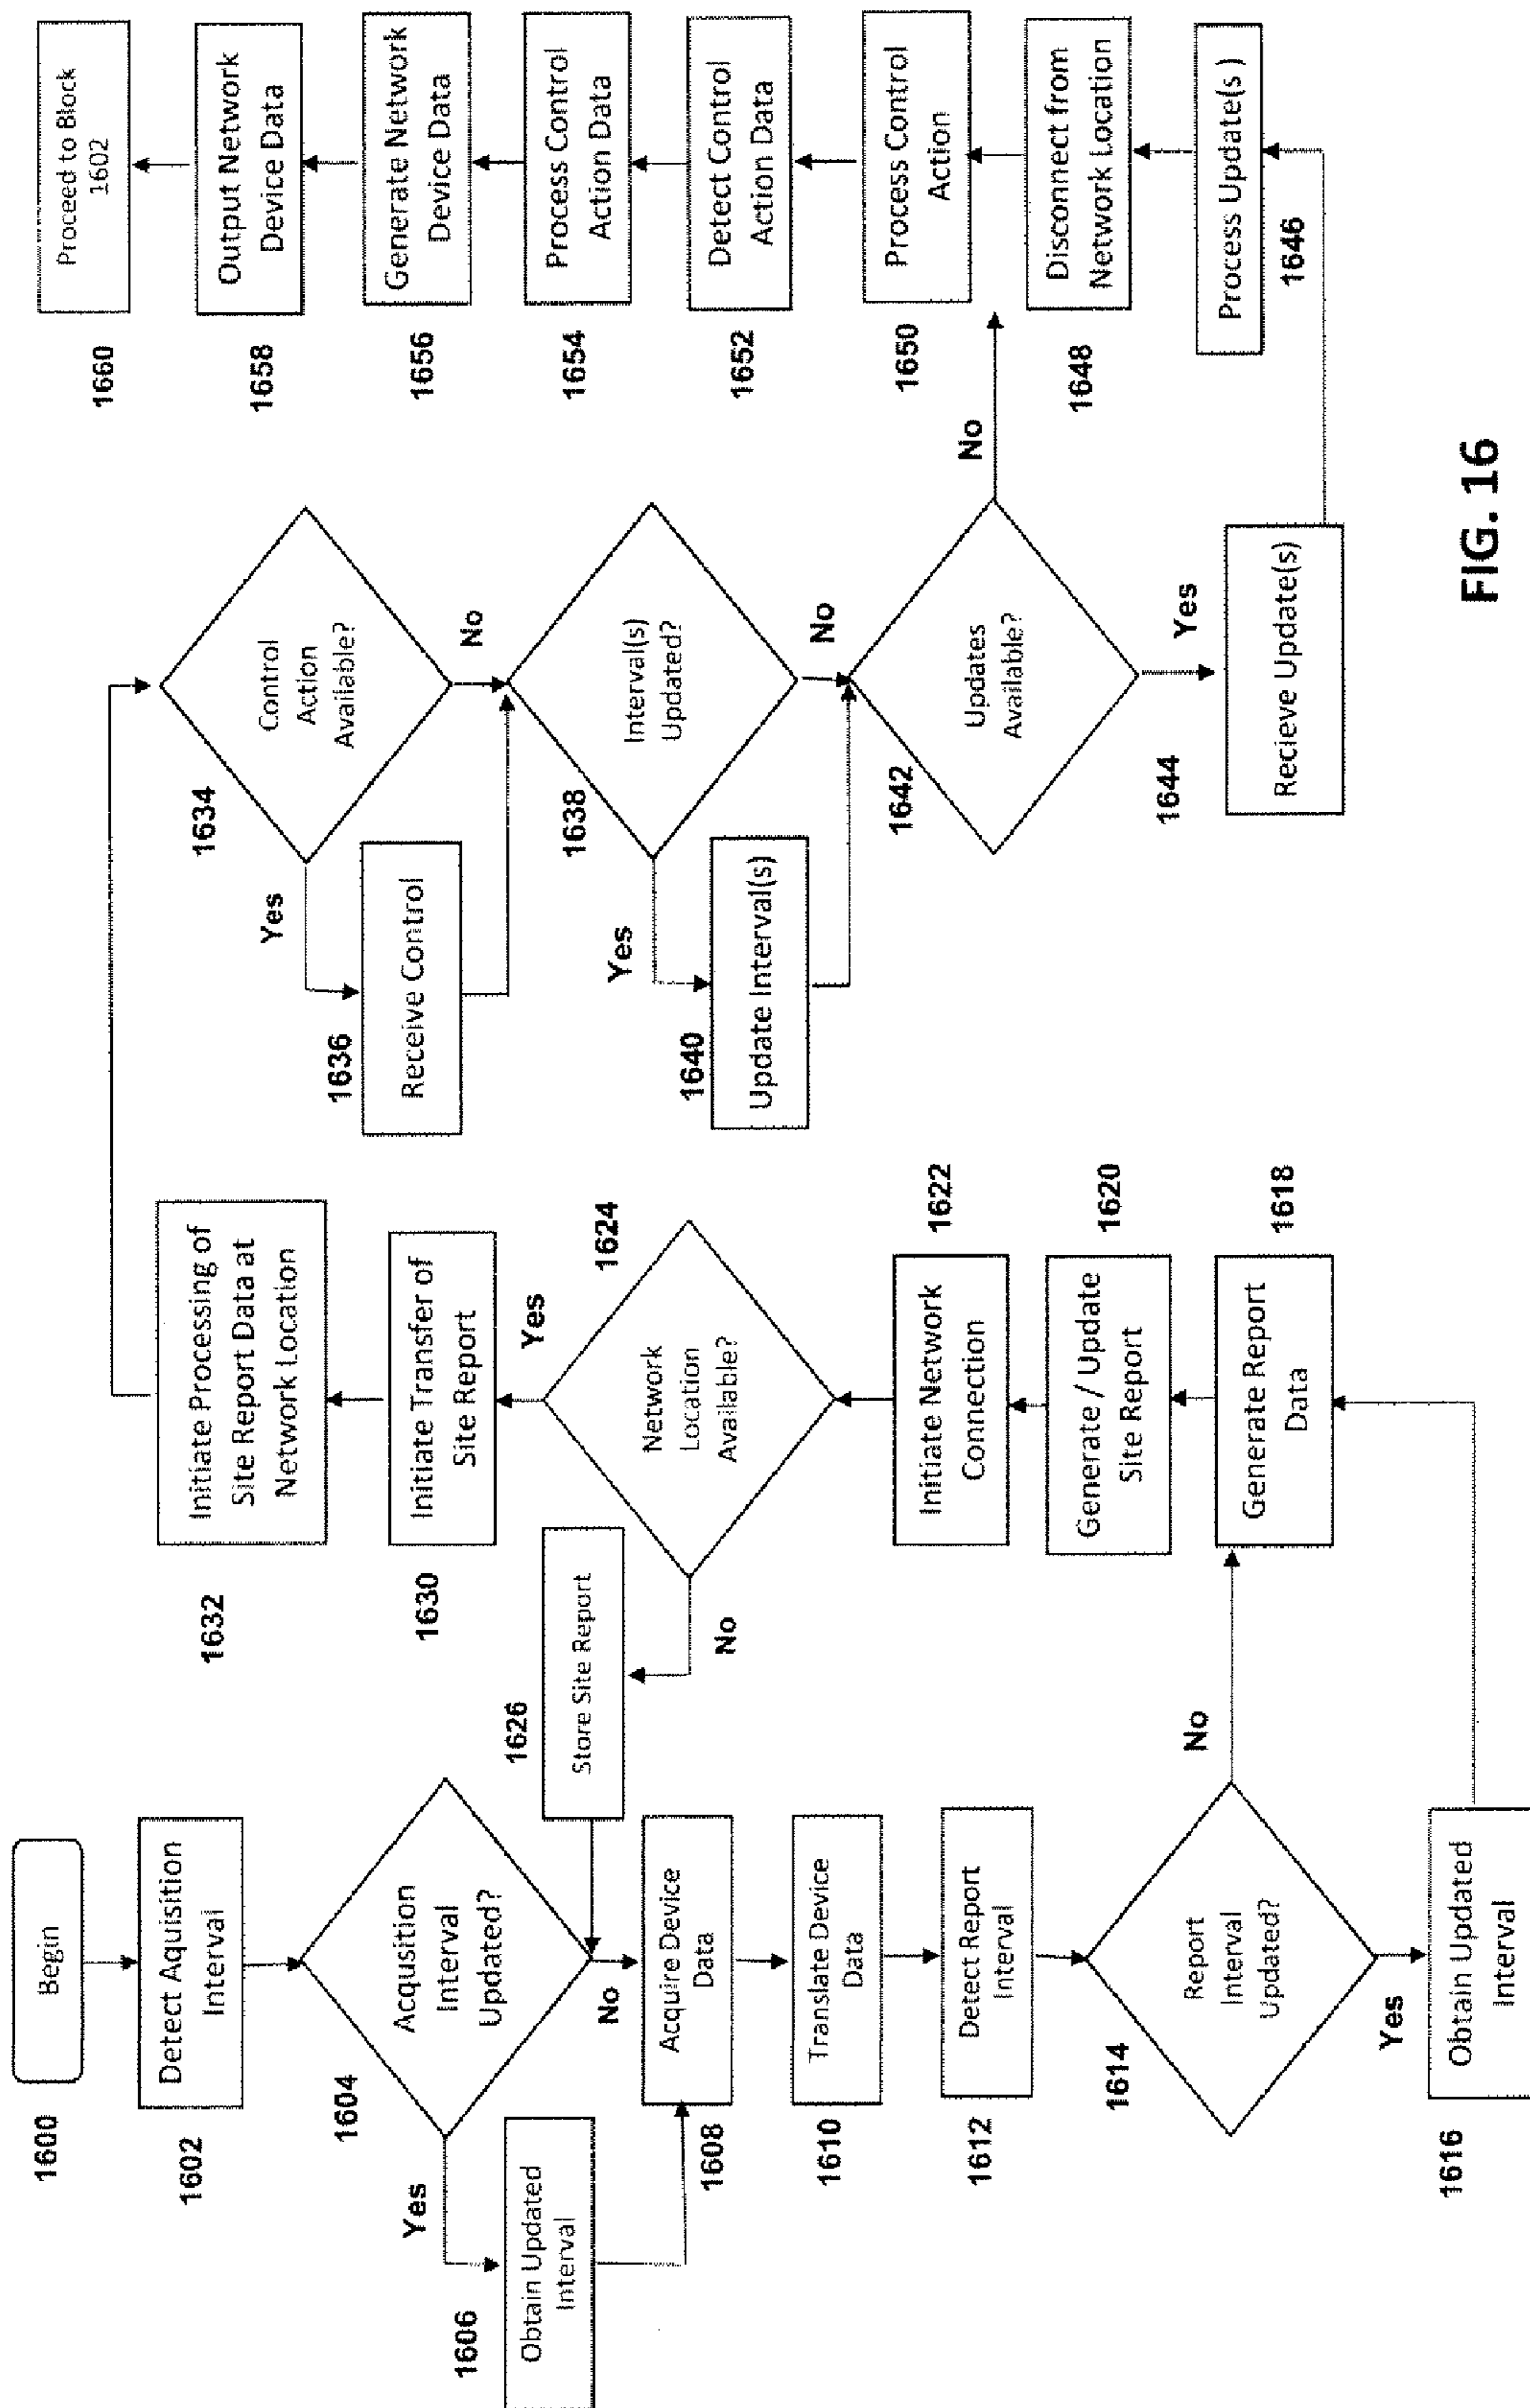 1600
Begin
1602
Detect Aquisition
Interval
1604
Acqusition
Interval
Updated?
Yes
No
1606
Obtain Updated
Interval
1608
Acquire Device
Data
1610
Translate Device
Data
1612
Detect Report
Interval
1614
Report
Interval
Updated?
No
Yes
1616
Obtain Updated
Interval
1618
Generate Report
Data
1620
Generate / Update
Site Report
1622
Initiate Network
Connection
1624
Network
Location
Available?
No
Yes
1626
Store Site Report
1630
Initiate Transfer of
Site Report
1632
Initiate Processing of
Site Report Data at
Network Location
1634
Control
Action
Available?
Yes
No
1636
Receive Control
1638
Interval(s)
Updated?
Yes
No
1640
Update Interval(s)
1642
Updates
Available?
No
Yes
1644
Recieve Update(s)
1646
Process Update(s )
1648
Disconnect from
Network Location
1650
Process Control
Action
1652
Detect Control
Action Data
1654
Process Control
Action Data
1656
Generate Network
Device Data
1658
Output Network
Device Data
1660
Proceed to Block
1602
FIG. 16